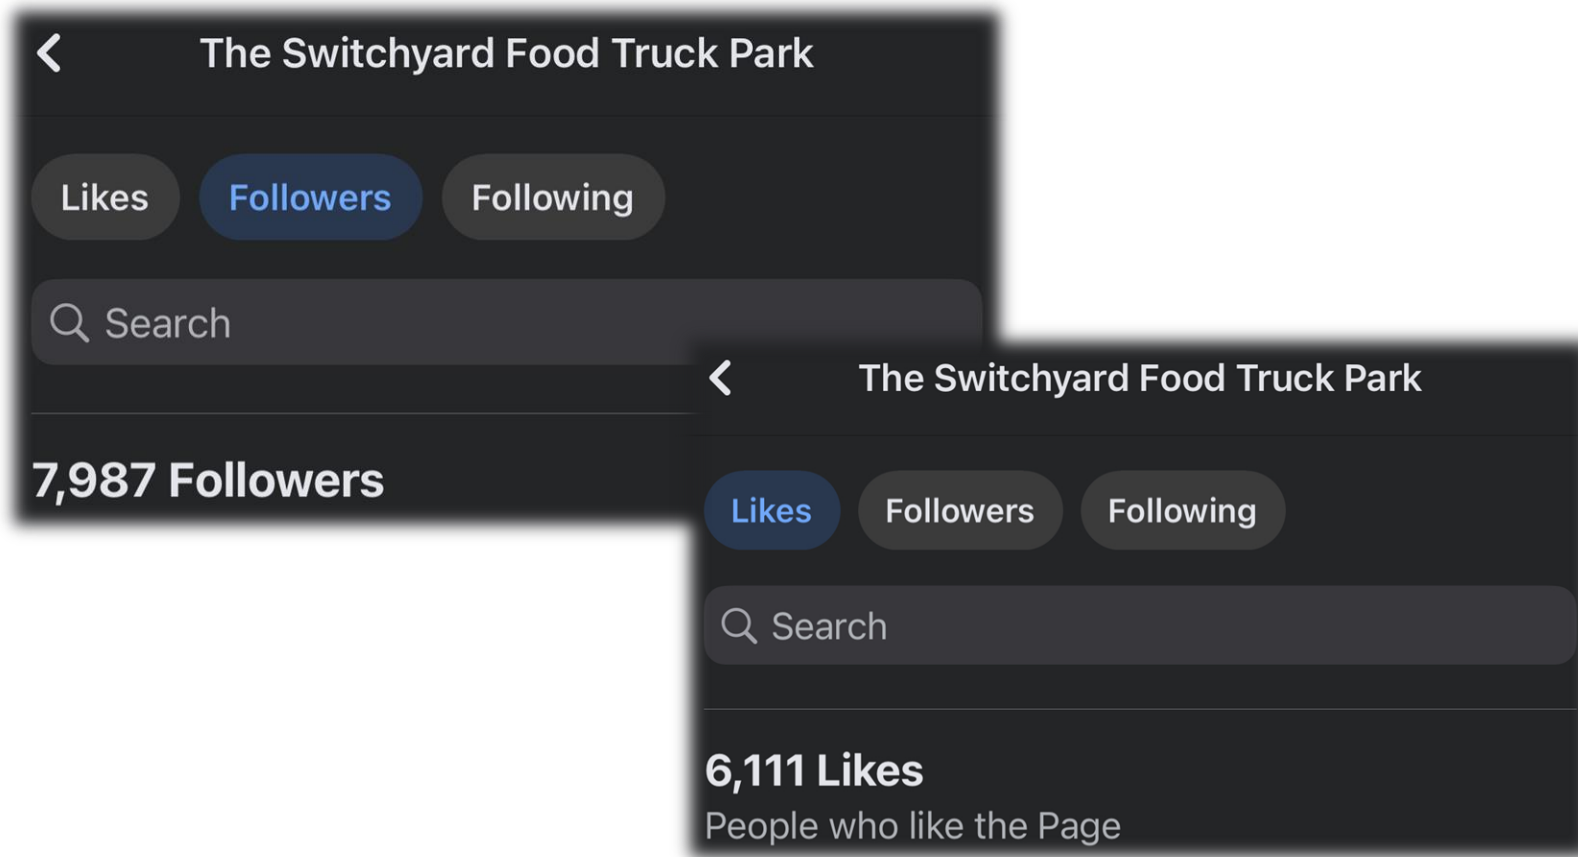 The Switchyard Food Truck Park
Likes Followers Following
Search
7,987 Followers
The Switchyard Food Truck Park
Likes Followers Following
Search
6,111 Likes
People who like the Page